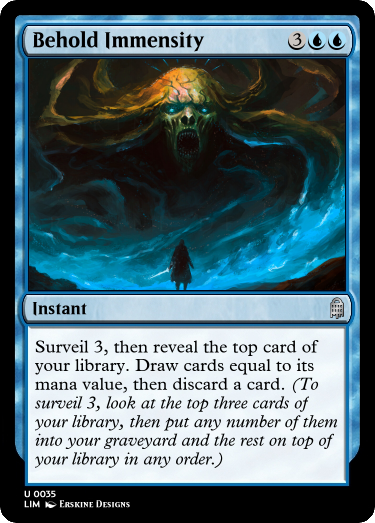 Behold Immensity 3
Instant
Surveil 3, then reveal the top card of
your library. Draw cards equal to its
mana value, then discard a card. (To
surveil 3, look at the top three cards of
your library, then put any number of them
into your graveyard and the rest on top of
your library in any order.)
U 0035
LIM Erskine Designs